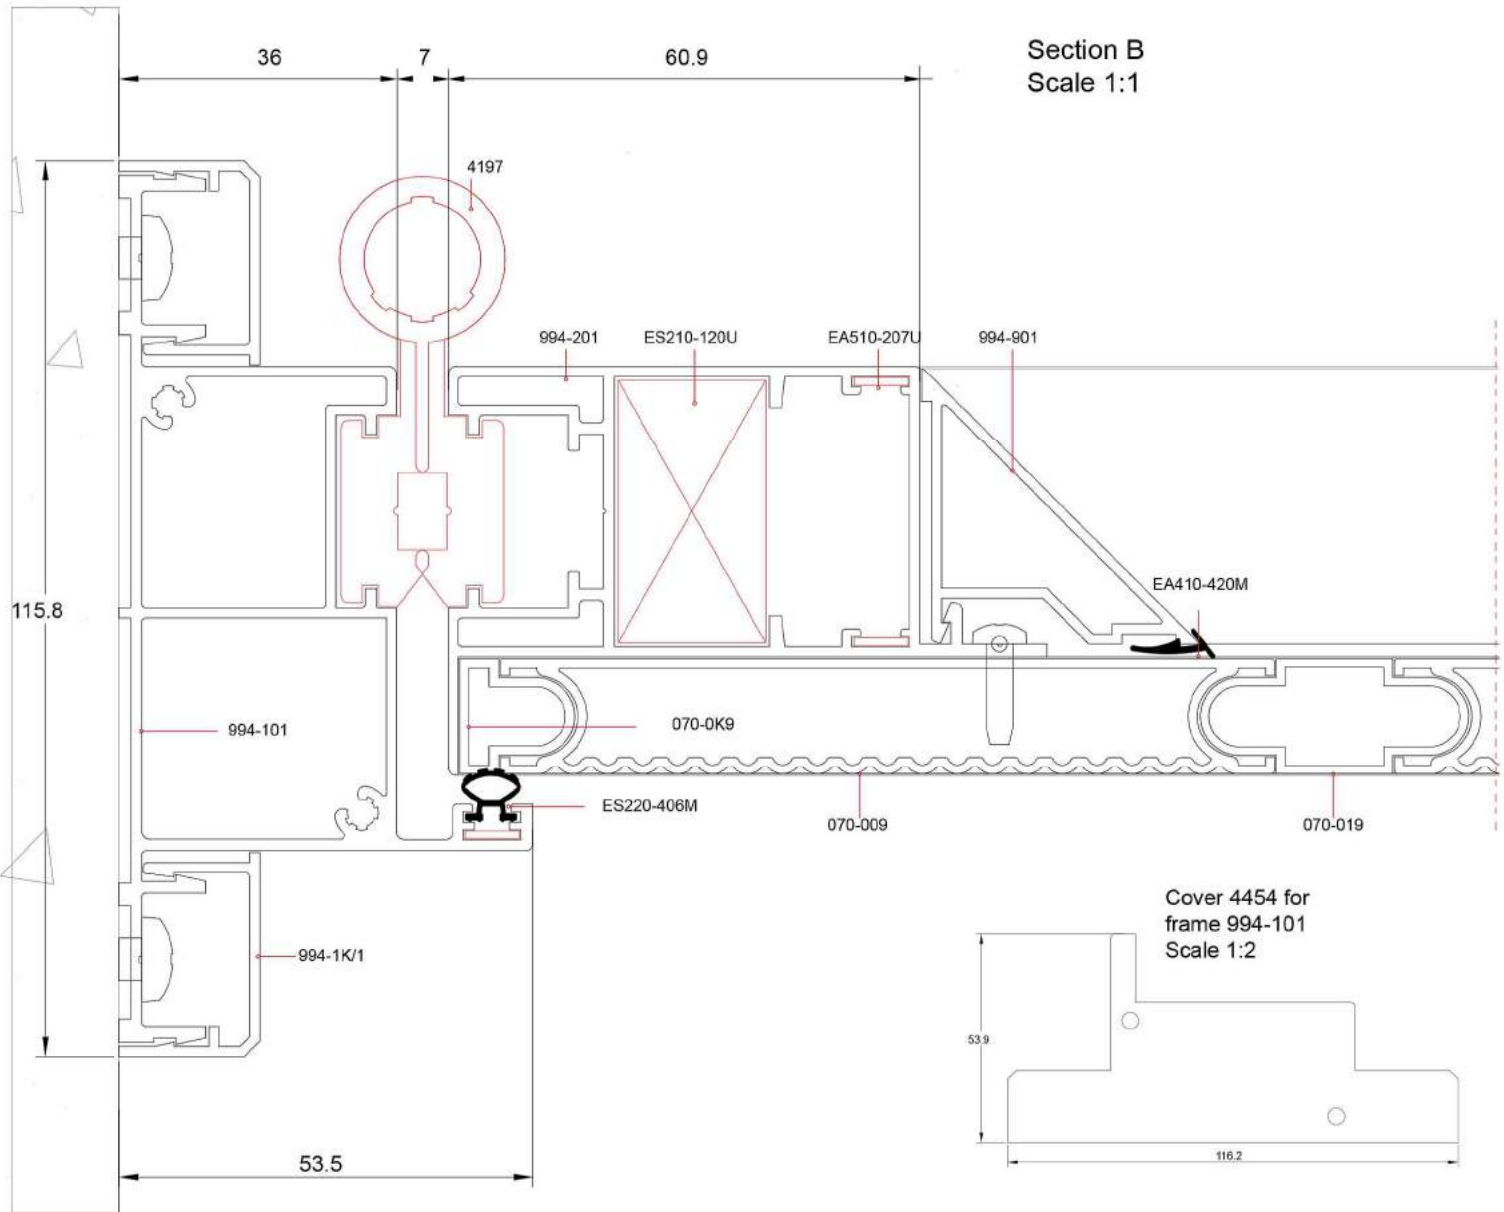 36
7
60.9
Section B
Scale 1:1
4197
994-201
ES210-120U
EA510-207U
994-901
EA410-420M
115.8
994-101
070-0K9
ES220-406M
070-009
070-019
994-1K/1
Cover 4454 for
frame 994-101
Scale 1:2
53.9
116.2
53.5